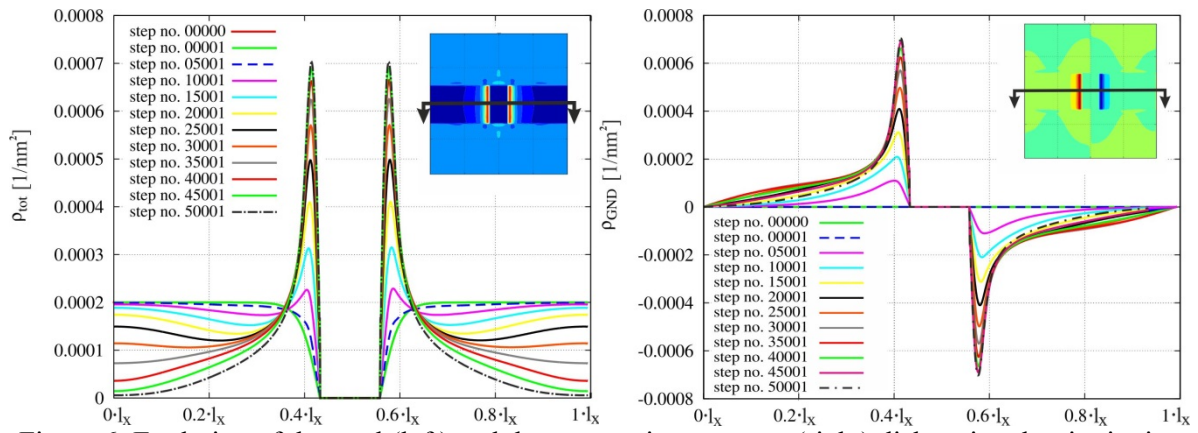 0.0008
0.0007
0.0006
0.0005
0.0004
0.0003
0.0002
0.0001
0
ρtot [1/nm²]
step no. 00000
step no. 00001
step no. 05001
step no. 10001
step no. 15001
step no. 20001
step no. 25001
step no. 30001
step no. 35001
step no. 40001
step no. 45001
step no. 50001
0·lX
0.2·lX
0.4·lX
0.6·lX
0.8·lX
1·lX
0.0008
0.0006
0.0004
0.0002
0
-0.0002
-0.0004
-0.0006
-0.0008
ρGND [1/nm²]
step no. 00000
step no. 00001
step no. 05001
step no. 10001
step no. 15001
step no. 20001
step no. 25001
step no. 30001
step no. 35001
step no. 40001
step no. 45001
step no. 50001
0·lX
0.2·lX
0.4·lX
0.6·lX
0.8·lX
1·lX